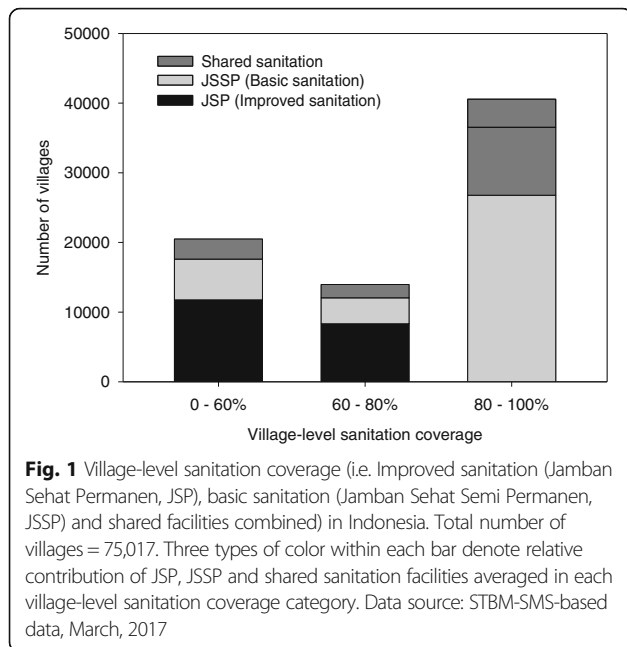 50000
40000
30000
20000
10000
0
Number of villages
Shared sanitation
JSSP (Basic sanitation)
JSP (Improved sanitation)
0 - 60%
60 - 80%
80 - 100%
Village-level sanitation coverage
Fig. 1 Village-level sanitation coverage (i.e. Improved sanitation (Jamban
Sehat Permanen, JSP), basic sanitation (Jamban Sehat Semi Permanen,
JSSP) and shared facilities combined) in Indonesia. Total number of
villages = 75,017. Three types of color within each bar denote relative
contribution of JSP, JSSP and shared sanitation facilities averaged in each
village-level sanitation coverage category. Data source: STBM-SMS-based
data, March, 2017